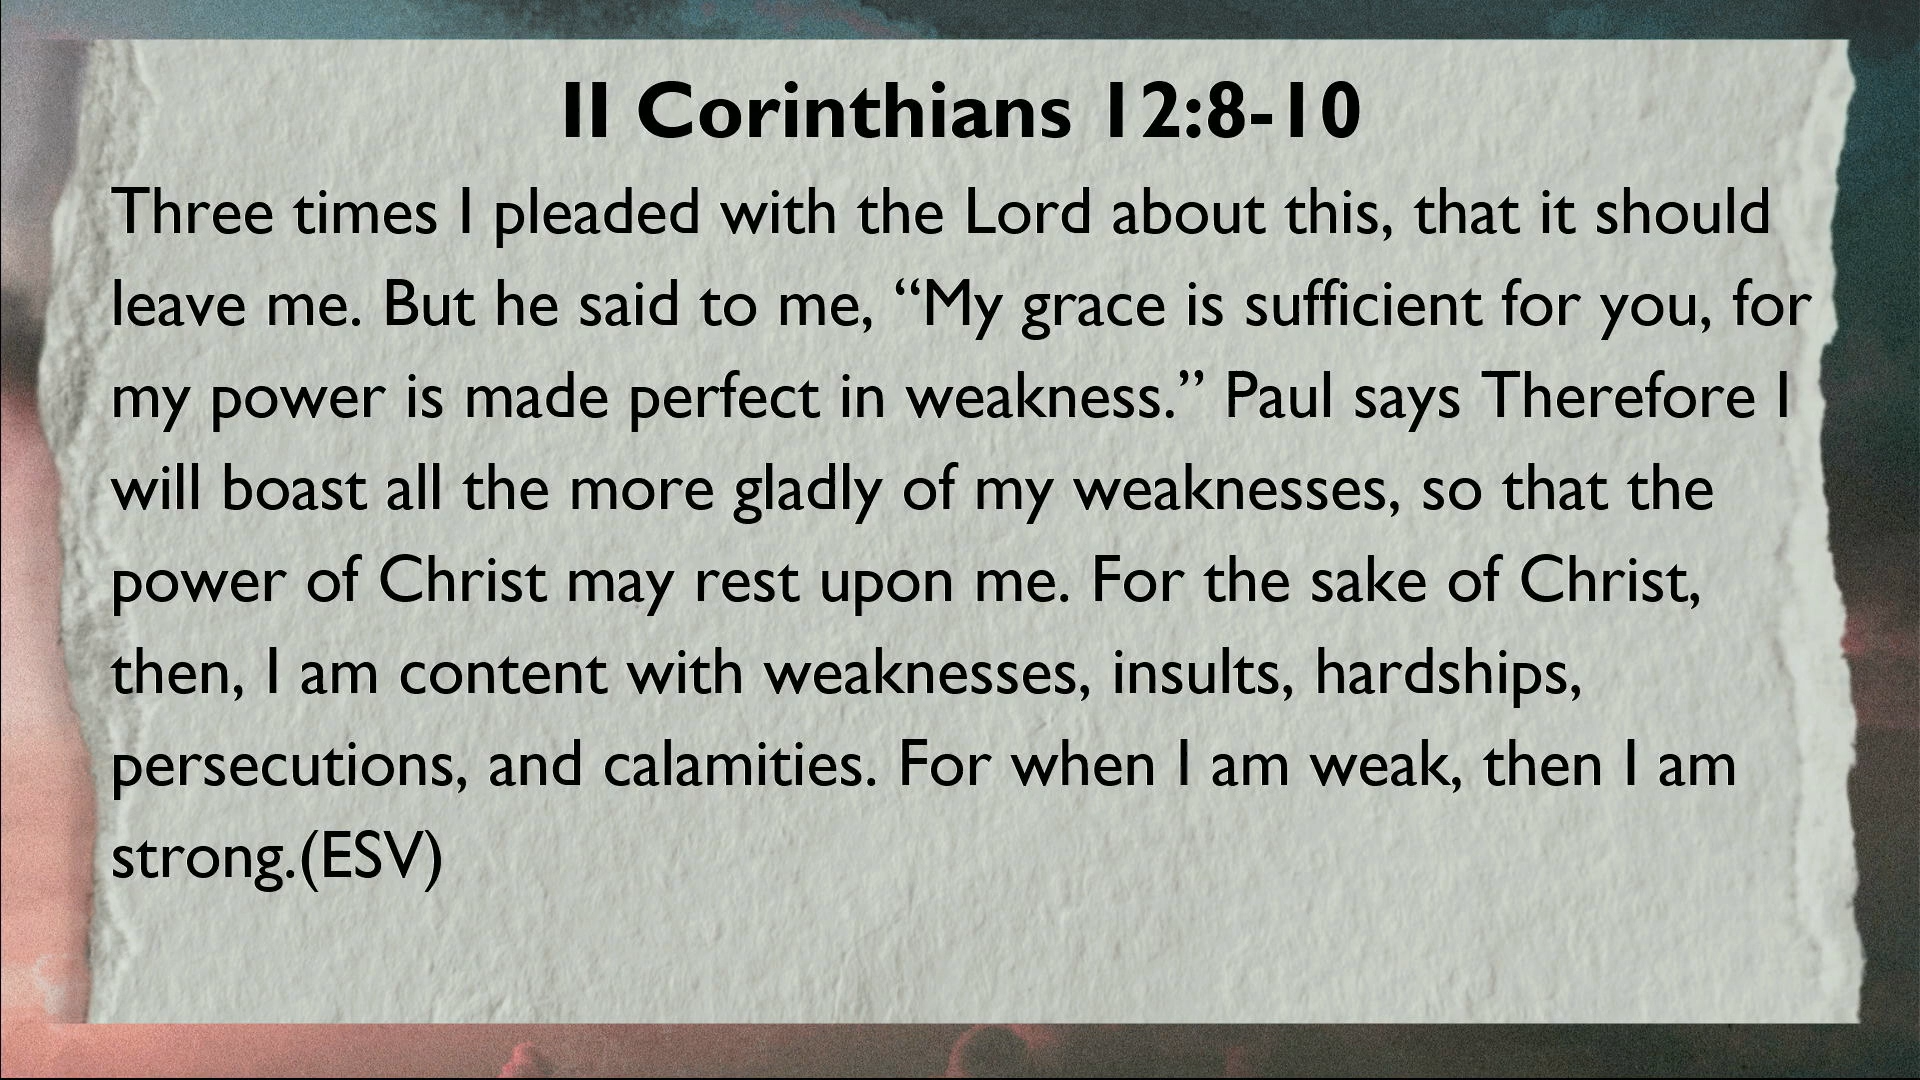 II Corinthians 12:8-10
Three times I pleaded with the Lord about this, that it should
leave me. But he said to me, “My grace is sufficient for you, for
my power is made perfect in weakness.” Paul says Therefore I
will boast all the more gladly of my weaknesses, so that the
power of Christ may rest upon me. For the sake of Christ,
then, I am content with weaknesses, insults, hardships,
persecutions, and calamities. For when I am weak, then I am
strong.(ESV)